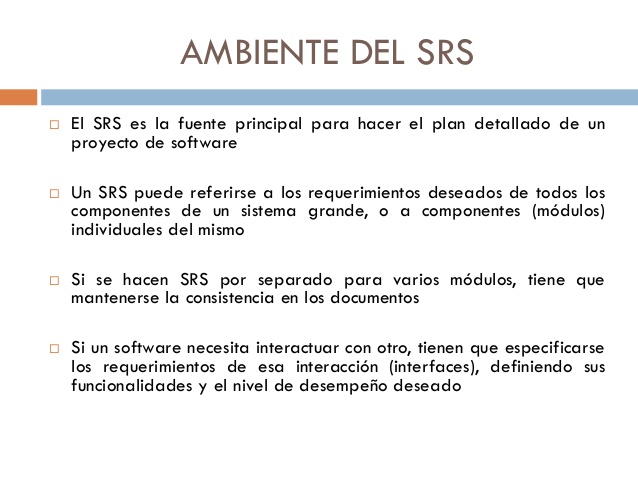 AMBIENTE DEL SRS
El SRS es la fuente principal para hacer el plan detallado de un
proyecto de software
Un SRS puede referirse a los requerimientos deseados de todos los
componentes de un sistema grande, o a componentes (módulos)
individuales del mismo
Si se hacen SRS por separado para varios módulos, tiene que
mantenerse la consistencia en los documentos
Si un software necesita interactuar con otro, tienen que especificarse
los requerimientos de esa interacción (interfaces), definiendo sus
funcionalidades y el nivel de desempeño deseado